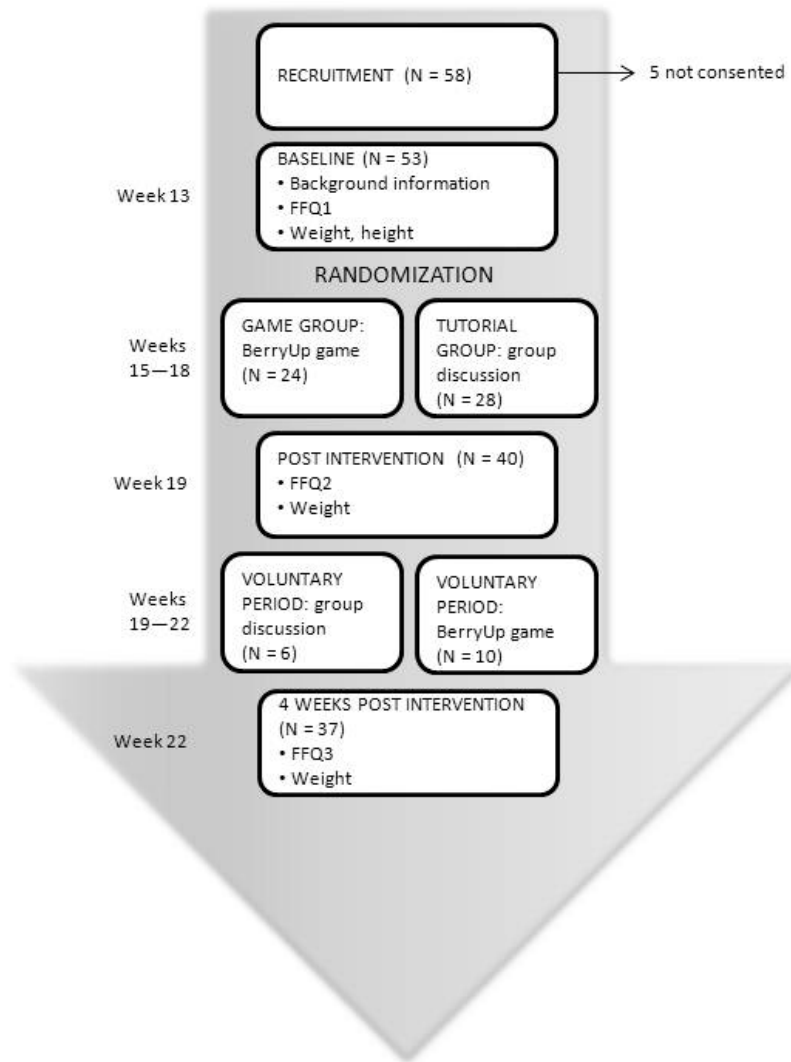 RECRUITMENT (N = 58)
5 not consented
Week 13
BASELINE (N = 53)
• Background information
• FFQ1
• Weight, height
RANDOMIZATION
Weeks
15—18
GAME GROUP:
BerryUp game
(N = 24)
TUTORIAL
GROUP: group
discussion
(N = 28)
Week 19
POST INTERVENTION (N = 40)
• FFQ2
• Weight
Weeks
19—22
VOLUNTARY
PERIOD: group
discussion
(N = 6)
VOLUNTARY
PERIOD:
BerryUp game
(N = 10)
Week 22
4 WEEKS POST INTERVENTION
(N = 37)
• FFQ3
• Weight